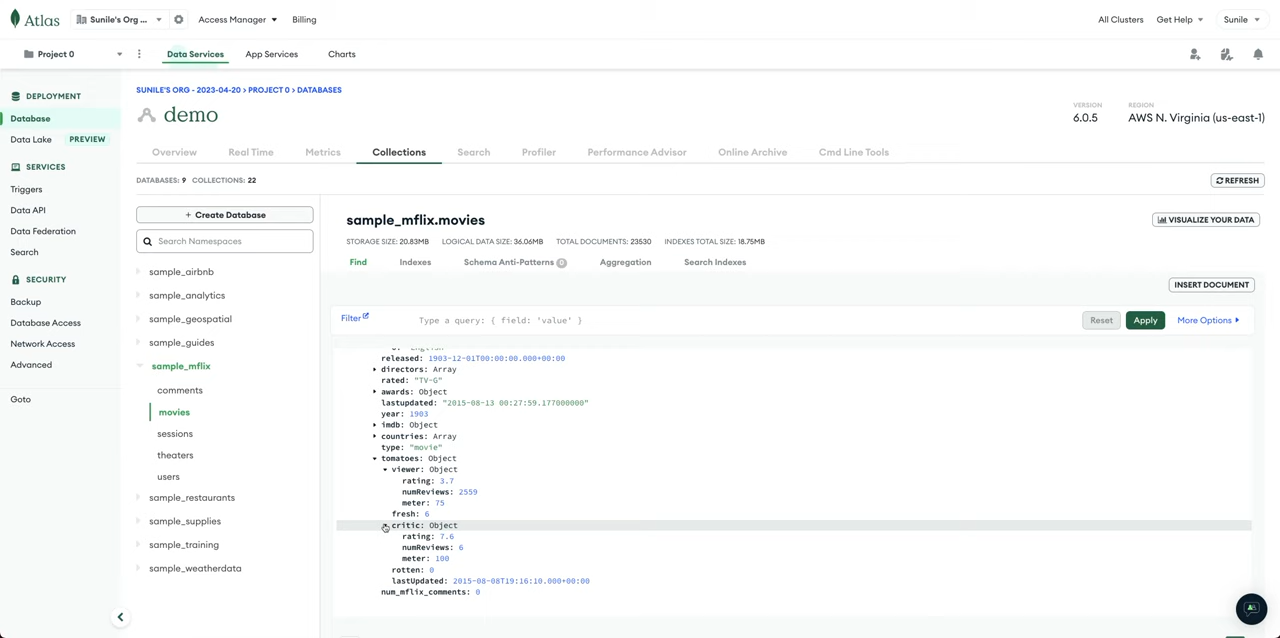 Atlas
Sunile's Org ...
Access Manager
Billing
All Clusters
Get Help
Sunile
Project 0
Data Services
App Services
Charts
DEPLOYMENT
Database
Data Lake PREVIEW
SERVICES
Triggers
Data API
Data Federation
Search
SECURITY
Backup
Database Access
Network Access
Advanced
Goto
SUNILE'S ORG - 2023-04-20 > PROJECT 0 > DATABASES
demo
VERSION
6.0.5
REGION
AWS N. Virginia (us-east-1)
Overview
Real Time
Metrics
Collections
Search
Profiler
Performance Advisor
Online Archive
Cmd Line Tools
DATABASES: 9 COLLECTIONS: 22
REFRESH
+ Create Database
Search Namespaces
sample_airbnb
sample_analytics
sample_geospatial
sample_guides
sample_mflix
comments
movies
sessions
theaters
users
sample_restaurants
sample_supplies
sample_training
sample_weatherdata
sample_mflix.movies
VISUALIZE YOUR DATA
STORAGE SIZE: 20.83MB LOGICAL DATA SIZE: 36.06MB TOTAL DOCUMENTS: 23530 INDEXES TOTAL SIZE: 18.75MB
Find
Indexes
Schema Anti-Patterns 0
Aggregation
Search Indexes
INSERT DOCUMENT
Filter
Type a query: { field: 'value' }
Reset
Apply
More Options
released: 1903-12-01T00:00:00.000+00:00
directors: Array
rated: "TV-G"
awards: Object
lastupdated: "2015-08-13 00:27:59.177000000"
year: 1903
imdb: Object
countries: Array
type: "movie"
tomatoes: Object
viewer: Object
rating: 3.7
numReviews: 2559
meter: 75
fresh: 6
critic: Object
rating: 7.6
numReviews: 6
meter: 100
rotten: 0
lastUpdated: 2015-08-08T19:16:10.000+00:00
num_mflix_comments: 0